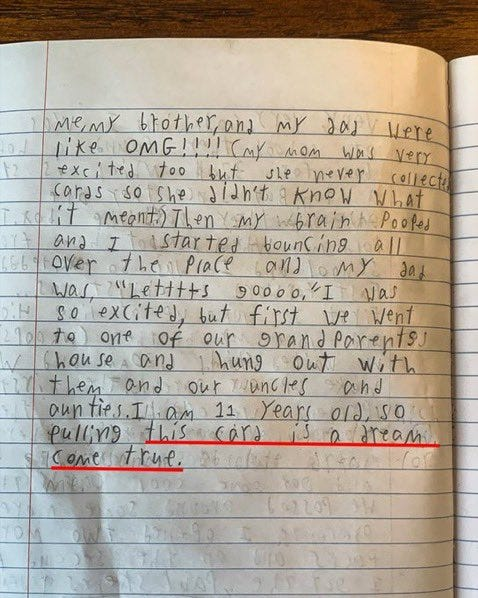 me, my brother, and my dad were
like OMG!!!!! (my mom was very
excited too but she never collected
cards so she didn't know what
it meant.) Then my brain Pooped
and I started bouncing all
over the place and my dad
was, "Letttts goooo." I was
so excited, but first we went
to one of our grandparents
house and hung out with
them and our uncles and
aunties. I am 11 years old, so
pulling this card is a dream
come true.